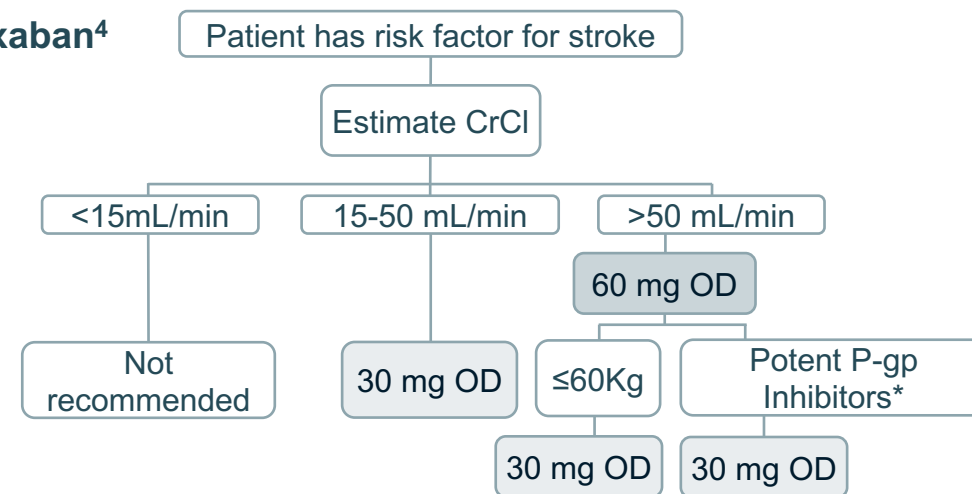 xaban⁴
Patient has risk factor for stroke
Estimate CrCl
<15mL/min
15-50 mL/min
>50 mL/min
60 mg OD
Not
recommended
30 mg OD
≤60Kg
Potent P-gp
Inhibitors*
30 mg OD
30 mg OD